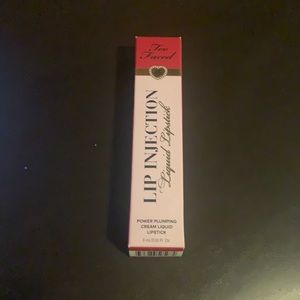 Too
Faced
LIP INJECTION
Liquid Lipstick
POWER PLUMPING
CREAM LIQUID
LIPSTICK